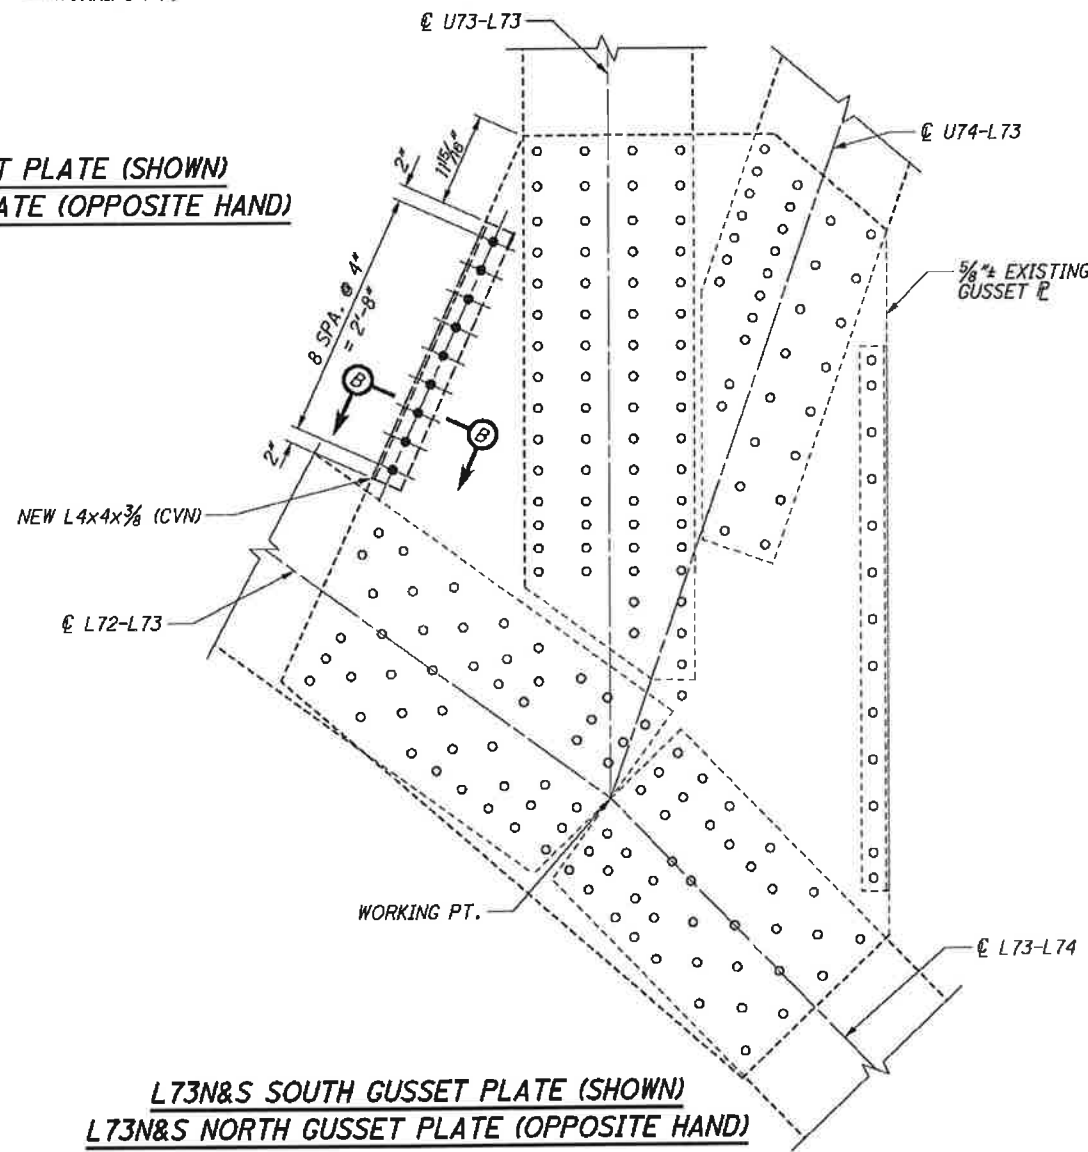 ℄ U73-L73
℄ U74-L73
T PLATE (SHOWN)
ATE (OPPOSITE HAND)
2"
11 15/16"
8 SPA. @ 4"
= 2'-8"
2"
5/8"± EXISTING
GUSSET ℄
B
B
NEW L4x4x3/8 (CVN)
℄ L72-L73
WORKING PT.
℄ L73-L74
L73N&S SOUTH GUSSET PLATE (SHOWN)
L73N&S NORTH GUSSET PLATE (OPPOSITE HAND)